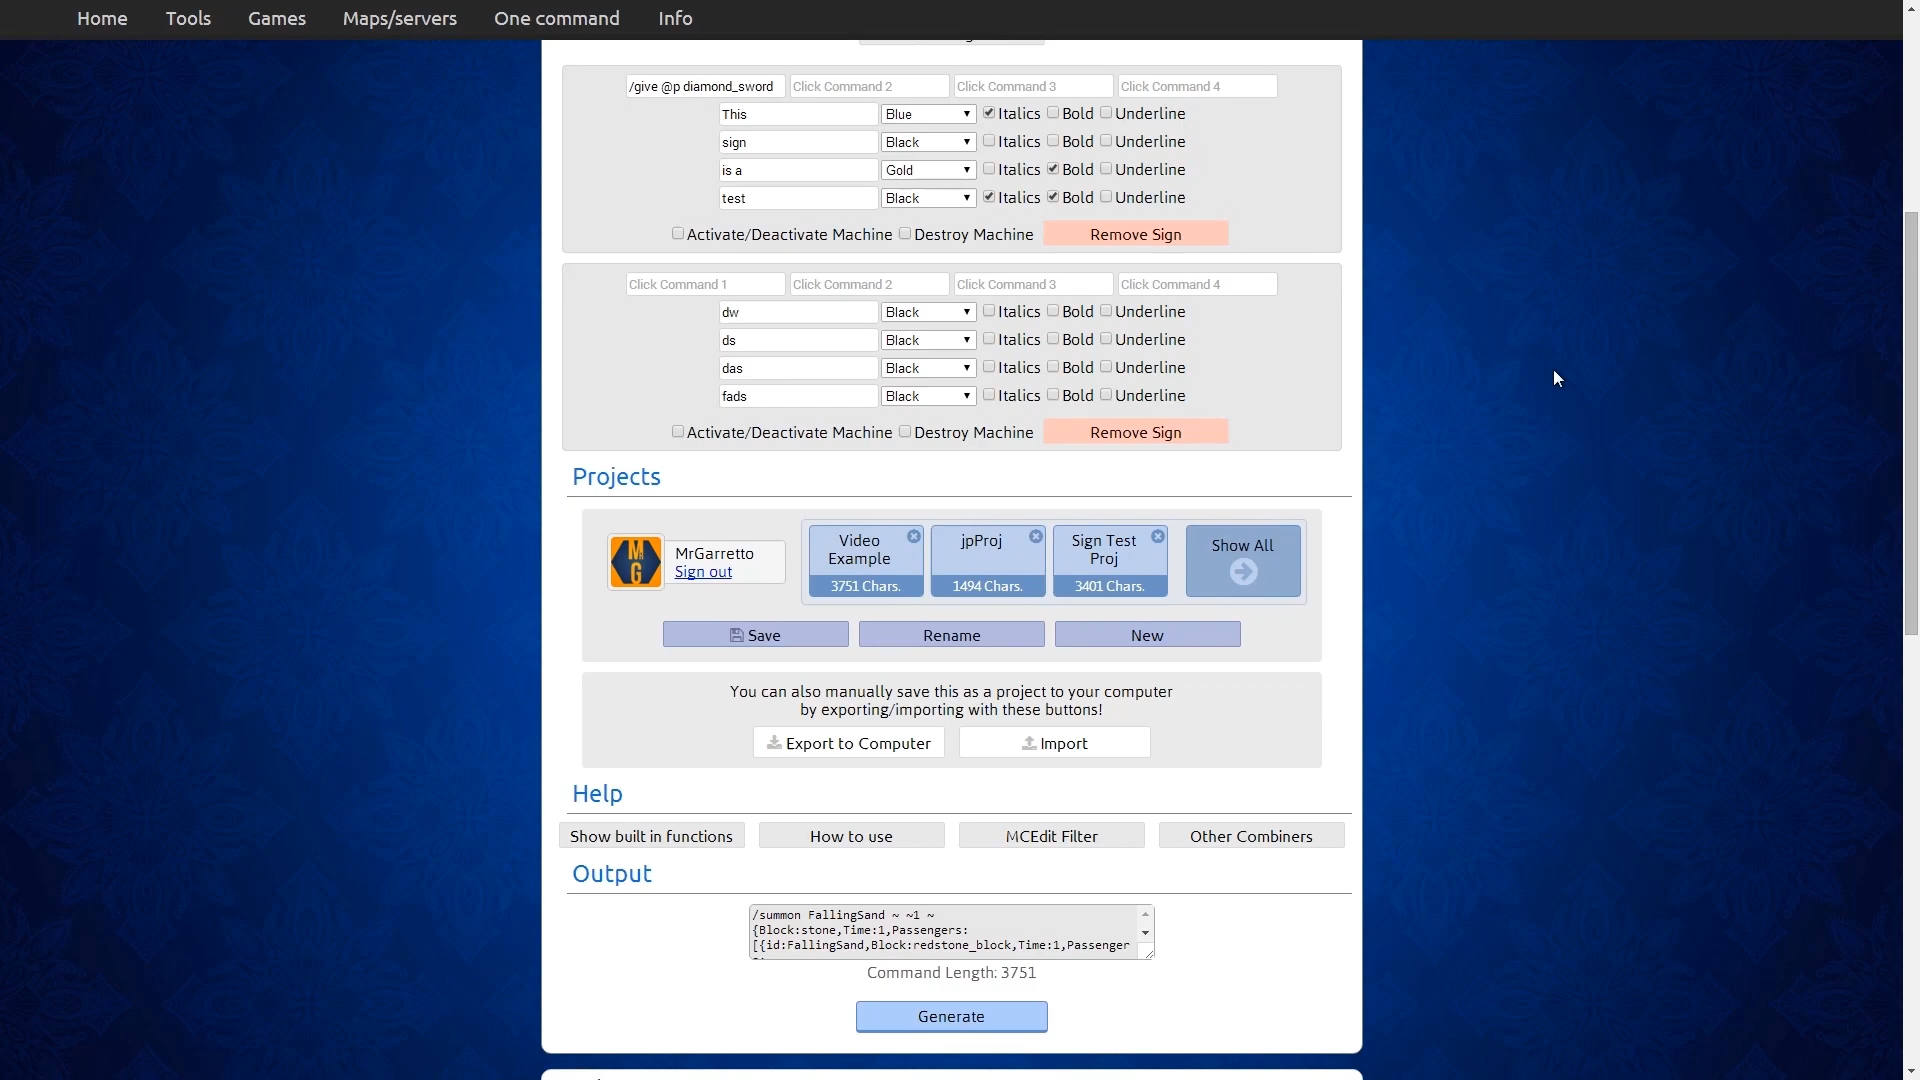 Home Tools Games Maps/servers One command Info
/give @p diamond_sword Click Command 2 Click Command 3 Click Command 4
This Blue Italics Bold Underline
sign Black Italics Bold Underline
is a Gold Italics Bold Underline
test Black Italics Bold Underline
Activate/Deactivate Machine Destroy Machine Remove Sign
Click Command 1 Click Command 2 Click Command 3 Click Command 4
dw Black Italics Bold Underline
ds Black Italics Bold Underline
das Black Italics Bold Underline
fads Black Italics Bold Underline
Activate/Deactivate Machine Destroy Machine Remove Sign
Projects
MG
MrGarretto
Sign out
Video
Example
3751 Chars.
jpProj
1494 Chars.
Sign Test
Proj
3401 Chars.
Show All
Save Rename New
You can also manually save this as a project to your computer
by exporting/importing with these buttons!
Export to Computer Import
Help
Show built in functions How to use MCEdit Filter Other Combiners
Output
/summon FallingSand ~ ~1 ~
{Block:stone,Time:1,Passengers:
[{id:FallingSand,Block:redstone_block,Time:1,Passenger
Command Length: 3751
Generate